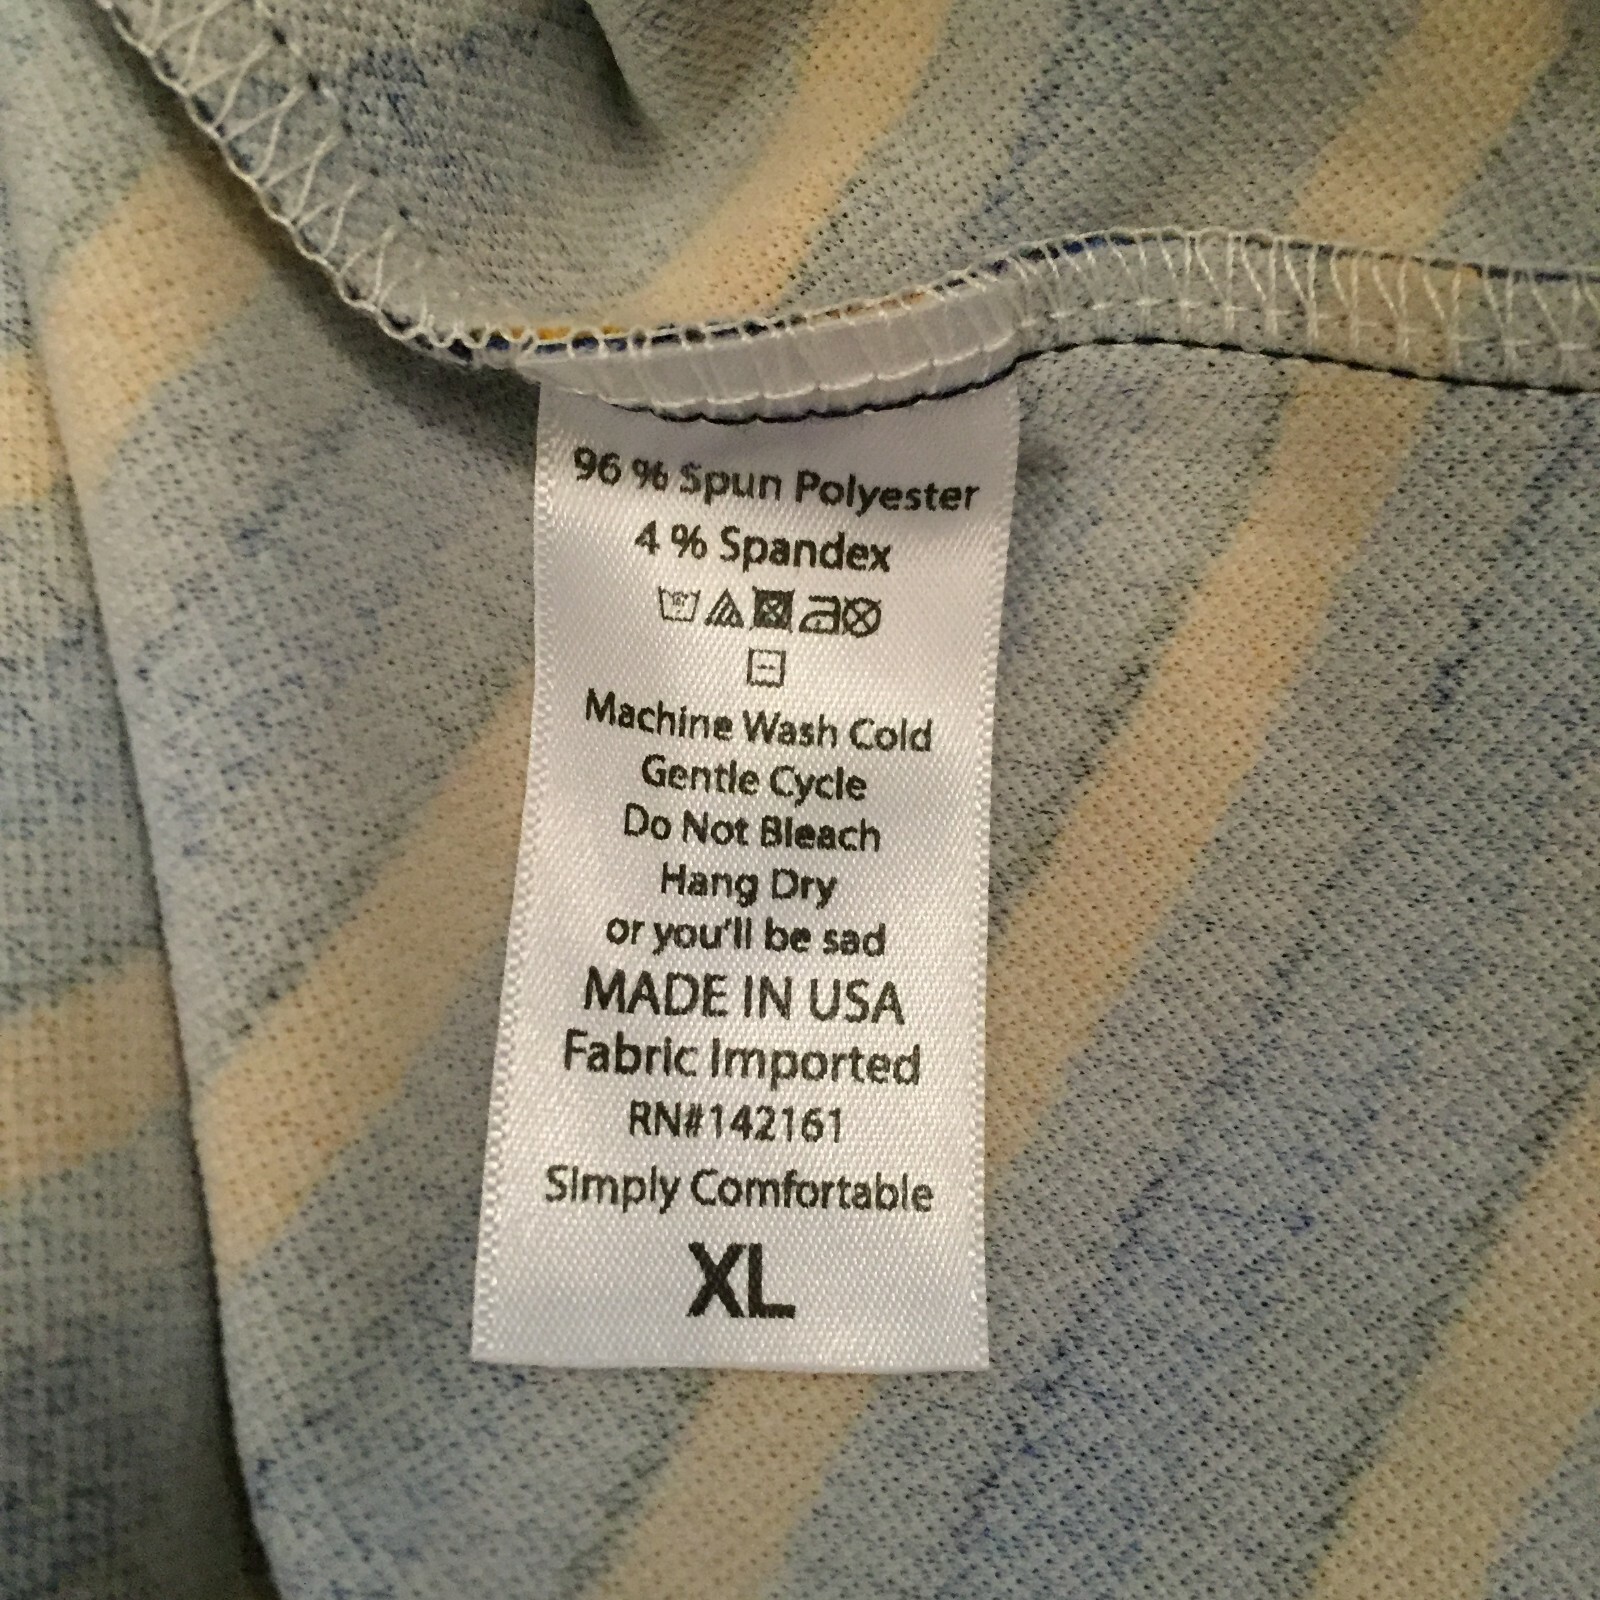 96 % Spun Polyester
4 % Spandex
Machine Wash Cold
Gentle Cycle
Do Not Bleach
Hang Dry
or you'll be sad
MADE IN USA
Fabric Imported
RN#142161
Simply Comfortable
XL